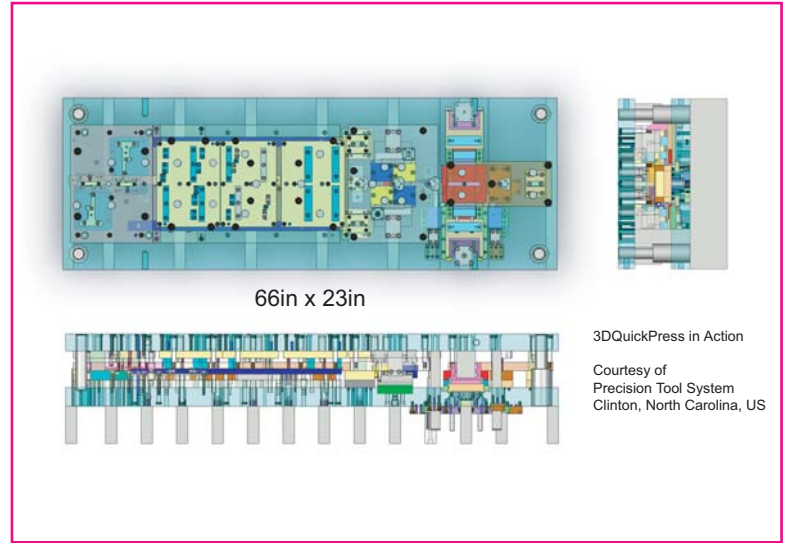 66in x 23in
3DQuickPress in Action
Courtesy of
Precision Tool System
Clinton, North Carolina, US